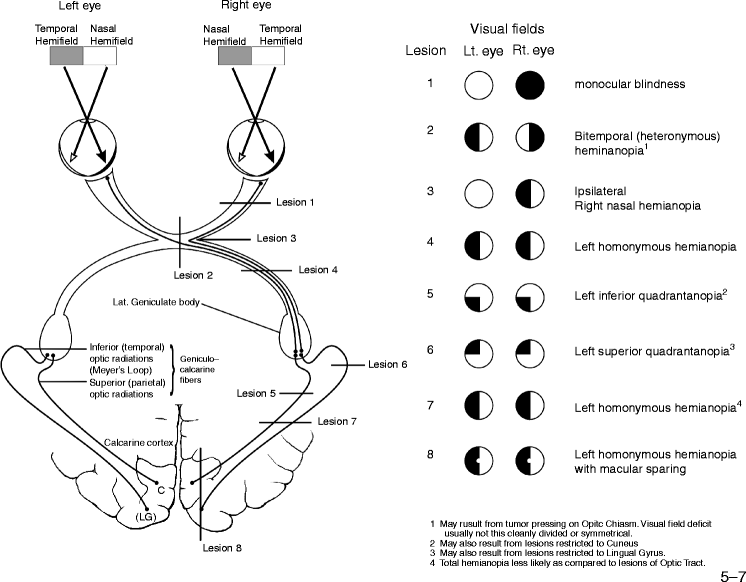 Left eye
Right eye
Temporal Nasal
Hemifield Hemifield
Nasal Temporal
Hemifield Hemifield
Lesion 1
Lesion 3
Lesion 4
Lesion 2
Lat. Geniculate body
Inferior (temporal)
optic radiations
(Meyer's Loop)
Superior (parietal)
optic radiations
Geniculo–
calcarine
fibers
Lesion 6
Lesion 5
Lesion 7
Calcarine cortex
C
(LG)
Lesion 8
Visual fields
Lesion Lt. eye Rt. eye
1 monocular blindness
2 Bitemporal (heteronymous)
heminanopia1
3 Ipsilateral
Right nasal hemianopia
4 Left homonymous hemianopia
5 Left inferior quadrantanopia2
6 Left superior quadrantanopia3
7 Left homonymous hemianopia4
8 Left homonymous hemianopia
with macular sparing
1 May rusult from tumor pressing on Opitc Chiasm. Visual field deficit
usually not this cleanly divided or symmetrical.
2 May also result from lesions restricted to Cuneus
3 May also result from lesions restricted to Lingual Gyrus.
4 Total hemianopia less likely as compared to lesions of Optic Tract.
5–7